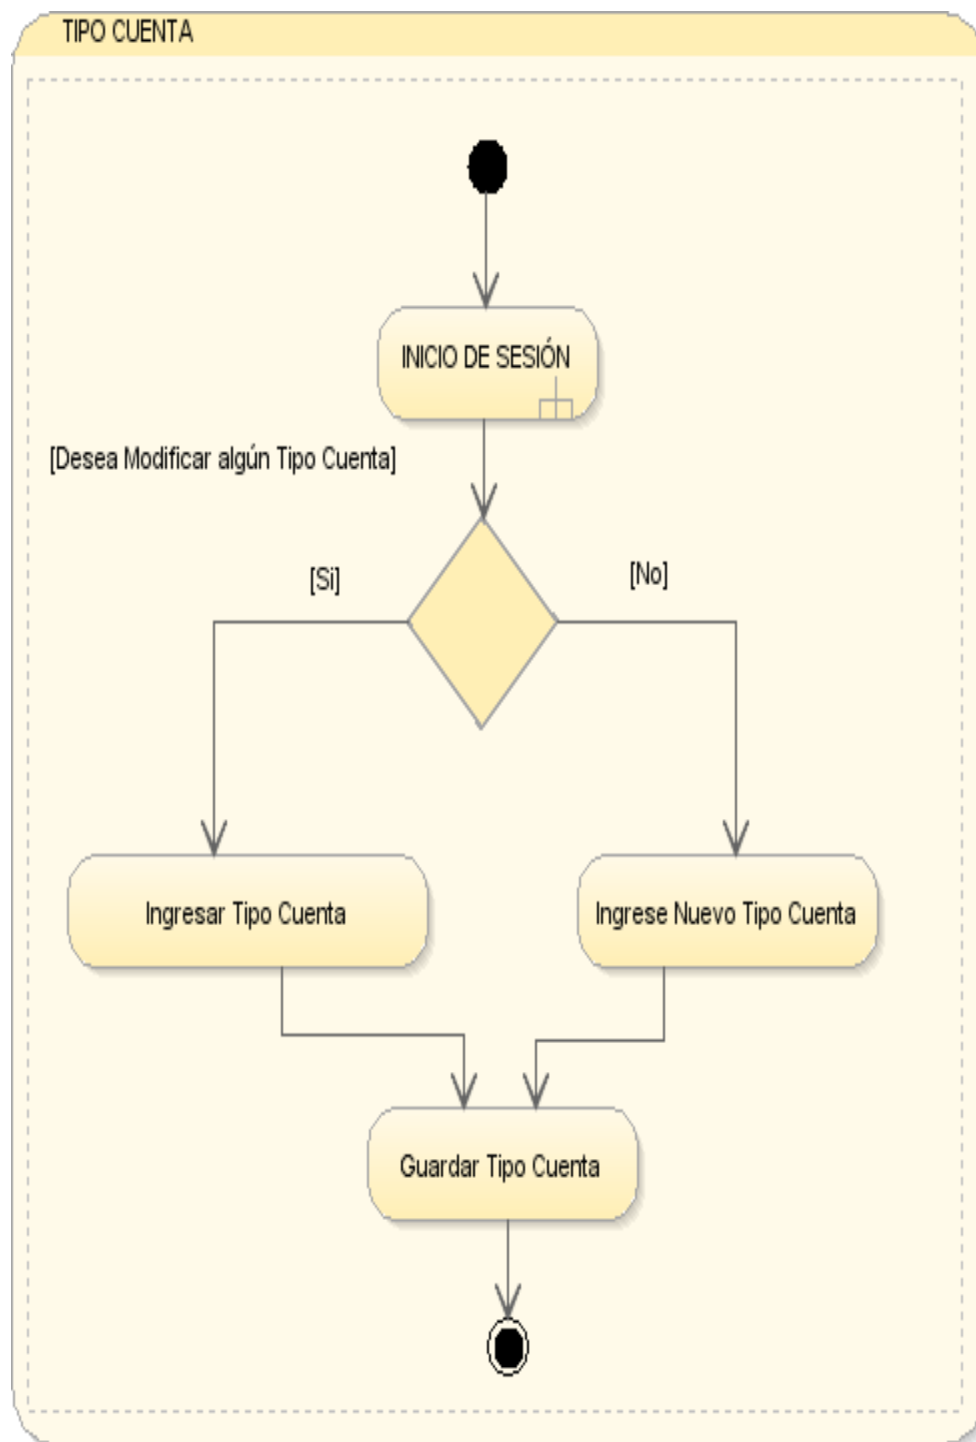 TIPO CUENTA
INICIO DE SESIÓN
[Desea Modificar algún Tipo Cuenta]
[Si]
[No]
Ingresar Tipo Cuenta
Ingrese Nuevo Tipo Cuenta
Guardar Tipo Cuenta